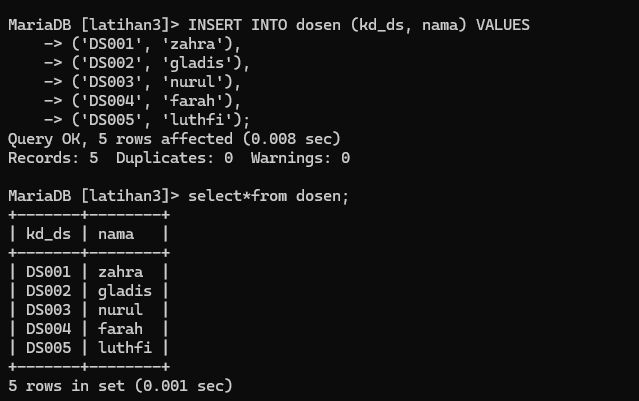 MariaDB [latihan3]> INSERT INTO dosen (kd_ds, nama) VALUES
    -> ('DS001', 'zahra'),
    -> ('DS002', 'gladis'),
    -> ('DS003', 'nurul'),
    -> ('DS004', 'farah'),
    -> ('DS005', 'luthfi');
Query OK, 5 rows affected (0.008 sec)
Records: 5  Duplicates: 0  Warnings: 0

MariaDB [latihan3]> select*from dosen;
+-------+--------+
| kd_ds | nama   |
+-------+--------+
| DS001 | zahra  |
| DS002 | gladis |
| DS003 | nurul  |
| DS004 | farah  |
| DS005 | luthfi |
+-------+--------+
5 rows in set (0.001 sec)